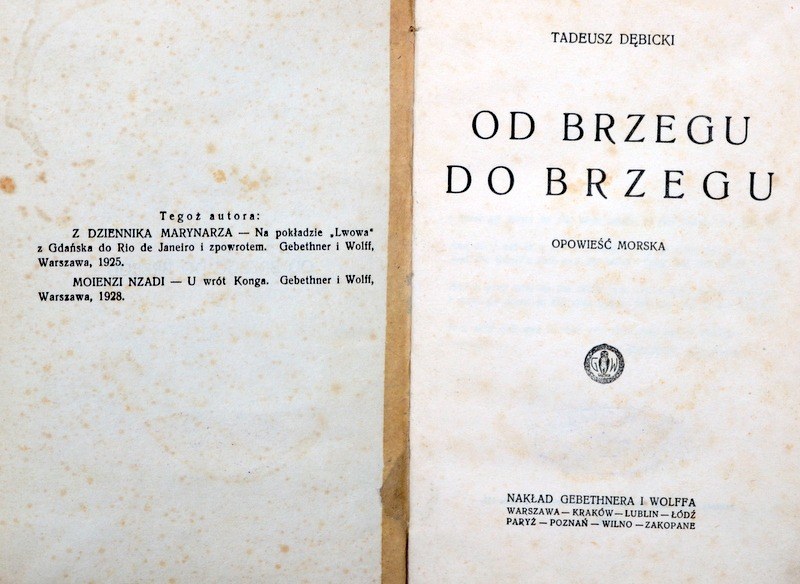 Tegoż autora:
Z DZIENNIKA MARYNARZA — Na pokładzie „Lwowa"
z Gdańska do Rio de Janeiro i zpowrotem. Gebethner i Wolff,
Warszawa, 1925.
MOIENZI NZADI — U wrót Konga. Gebethner i Wolff,
Warszawa, 1928.
TADEUSZ DĘBICKI
OD BRZEGU
DO BRZEGU
OPOWIEŚĆ MORSKA
G W
NAKŁAD GEBETHNERA I WOLFFA
WARSZAWA — KRAKÓW — LUBLIN — ŁÓDŹ
PARYŻ — POZNAŃ — WILNO — ZAKOPANE